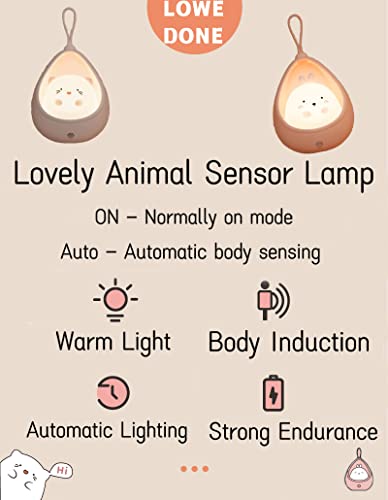 LOWE
DONE
Lovely Animal Sensor Lamp
ON – Normally on mode
Auto – Automatic body sensing
Warm Light
Body Induction
Automatic Lighting
Strong Endurance
Hi